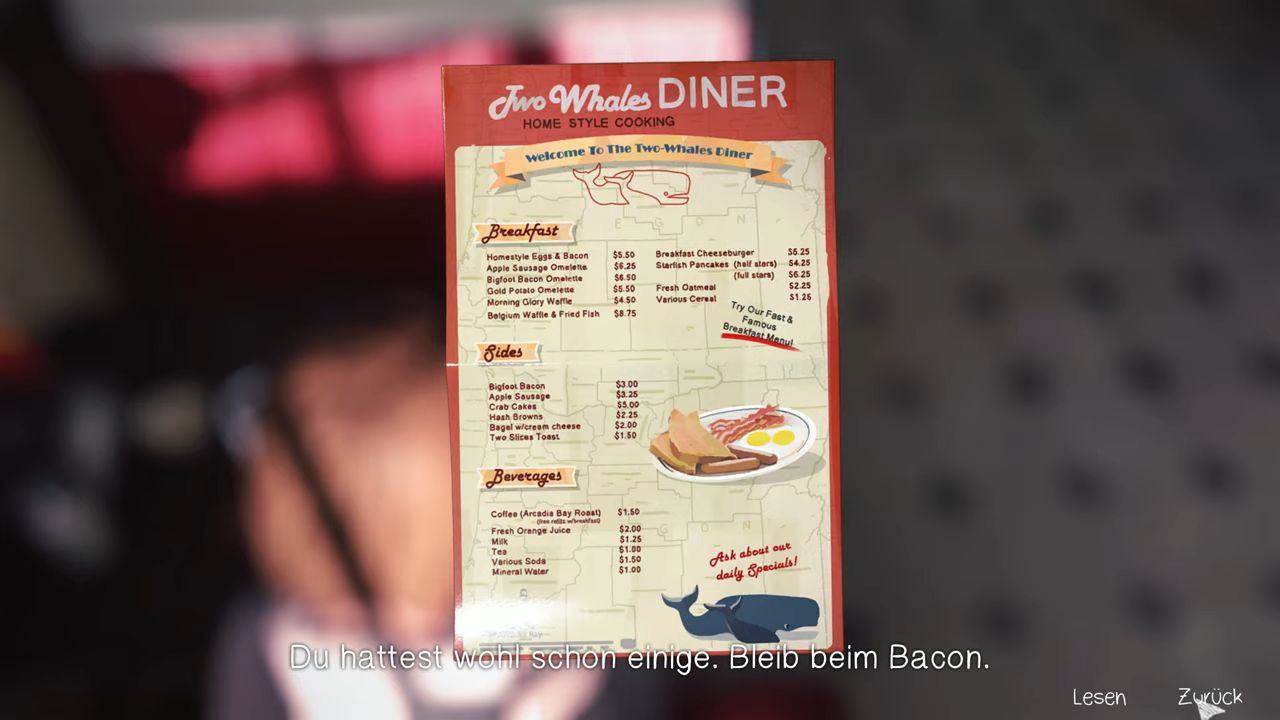 Two Whales DINER
HOME STYLE COOKING
Welcome To The Two-Whales Diner
E G O N
Breakfast
Homestyle Eggs & Bacon $5.50
Apple Sausage Omelette $6.25
Bigfoot Bacon Omelette $6.50
Gold Potato Omelette $5.50
Morning Glory Waffle $4.50
Belgium Waffle & Fried Fish $8.75
Breakfast Cheeseburger $5.25
Starfish Pancakes (half stars) $4.25
(full stars) $6.25
Fresh Oatmeal $2.25
Various Cereal $1.25
Try Our Fast &
Famous
Breakfast Menu!
Sides
Bigfoot Bacon $3.00
Apple Sausage $3.25
Crab Cakes $5.00
Hash Browns $2.25
Bagel w/cream cheese $2.00
Two Slices Toast $1.50
Beverages
Coffee (Arcadia Bay Roast) $1.50
(free refills w/breakfast)
Fresh Orange Juice $2.00
Milk $1.25
Tea $1.00
Various Soda $1.50
Mineral Water $1.00
G O N
Ask about our
daily Specials!
Arcadia Bay
Du hattest wohl schon einige. Bleib beim Bacon.
Lesen Zurück